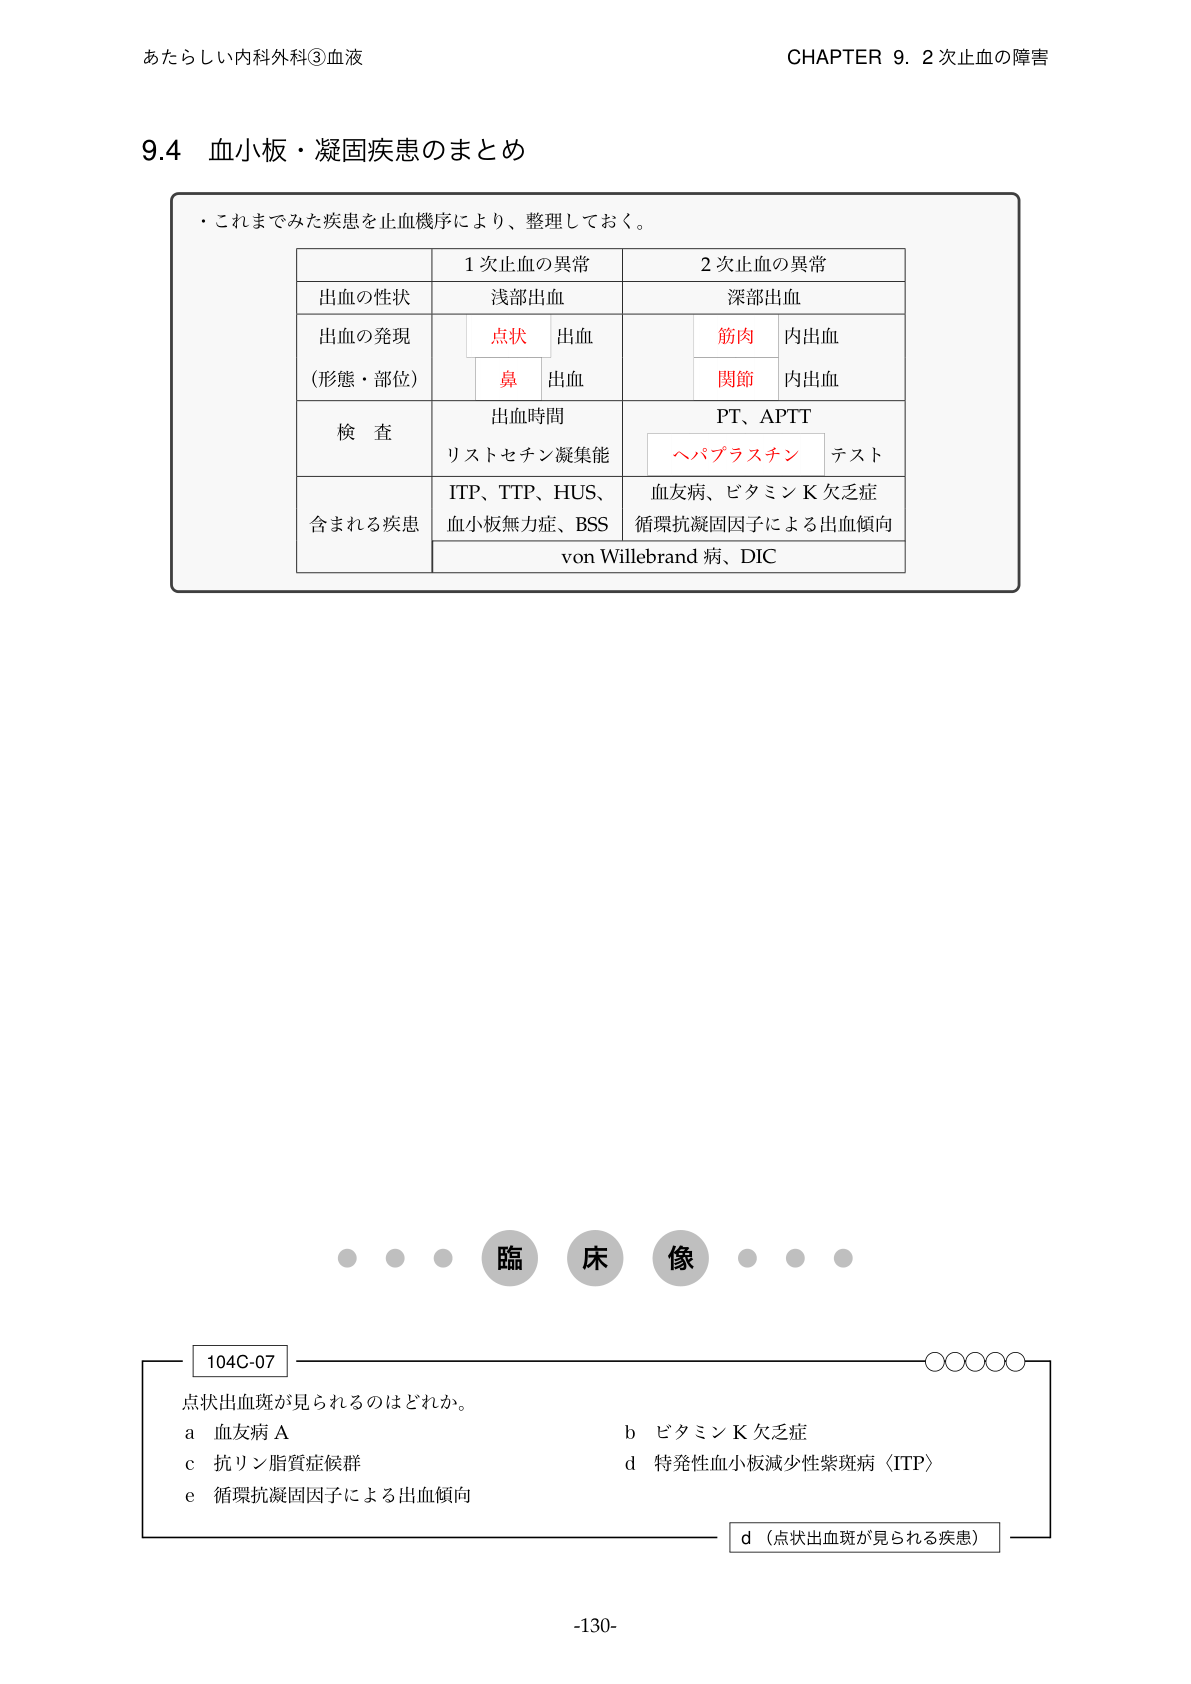 あたらしい内科外科③血液
CHAPTER 9. 2次止血の障害
9.4 血小板・凝固疾患のまとめ
・これまでみた疾患を止血機序により、整理しておく。
1次止血の異常 2次止血の異常
出血の性状 浅部出血 深部出血
出血の発現 点状 出血 筋肉 内出血
(形態・部位) 鼻 出血 関節 内出血
検 査
出血時間 PT、APTT
リストセチン凝集能 ヘパプラスチン テスト
含まれる疾患
ITP、TTP、HUS、 血友病、ビタミン K 欠乏症
血小板無力症、BSS 循環抗凝固因子による出血傾向
von Willebrand 病、DIC
臨 床 像
104C-07
点状出血斑が見られるのはどれか。
a 血友病 A b ビタミン K 欠乏症
c 抗リン脂質症候群 d 特発性血小板減少性紫斑病〈ITP〉
e 循環抗凝固因子による出血傾向
d (点状出血斑が見られる疾患)
-130-